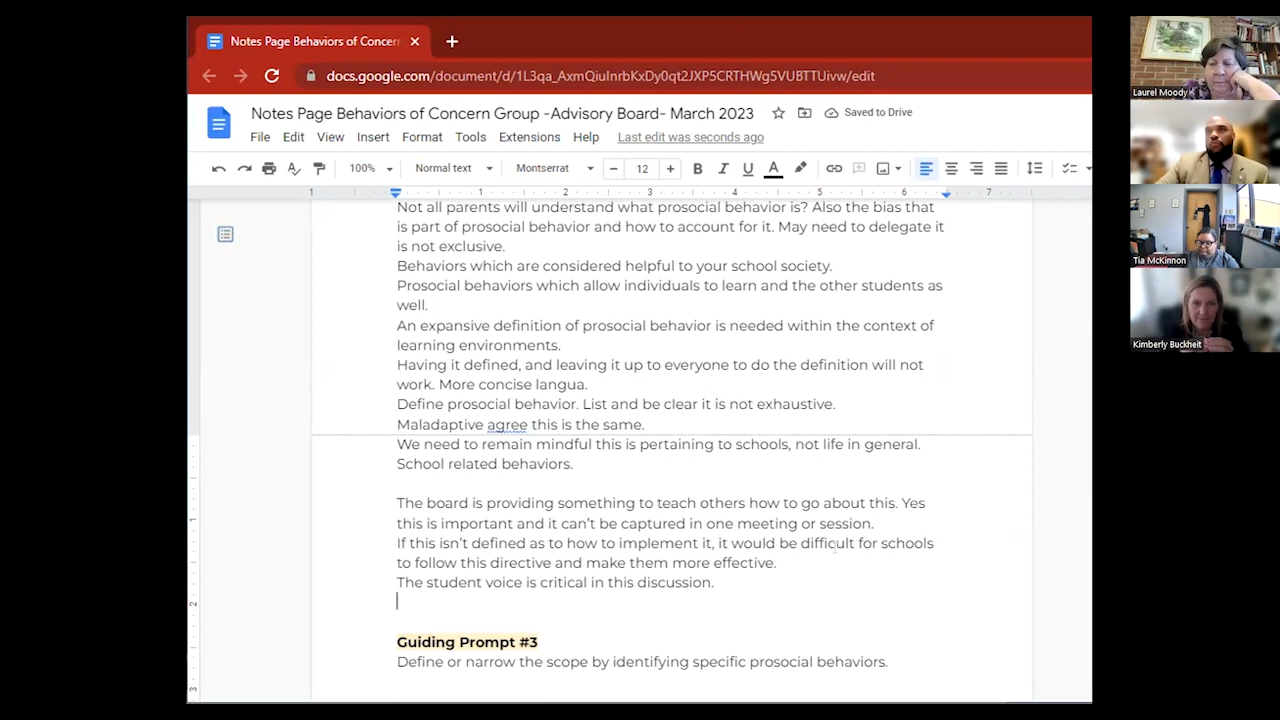 Notes Page Behaviors of Concern
docs.google.com/document/d/1L3qa_AxmQiuInrbKxDy0qt2JXP5CRTHWg5VUBTTUivw/edit
Notes Page Behaviors of Concern Group -Advisory Board- March 2023
Saved to Drive
File Edit View Insert Format Tools Extensions Help Last edit was seconds ago
100% Normal text Montserrat 12 B I U A
1 1 2 3 4 5 6 7
Not all parents will understand what prosocial behavior is? Also the bias that
is part of prosocial behavior and how to account for it. May need to delegate it
is not exclusive.
Behaviors which are considered helpful to your school society.
Prosocial behaviors which allow individuals to learn and the other students as
well.
An expansive definition of prosocial behavior is needed within the context of
learning environments.
Having it defined, and leaving it up to everyone to do the definition will not
work. More concise langua.
Define prosocial behavior. List and be clear it is not exhaustive.
Maladaptive agree this is the same.
We need to remain mindful this is pertaining to schools, not life in general.
School related behaviors.
The board is providing something to teach others how to go about this. Yes
this is important and it can't be captured in one meeting or session.
If this isn't defined as to how to implement it, it would be difficult for schools
to follow this directive and make them more effective.
The student voice is critical in this discussion.
Guiding Prompt #3
Define or narrow the scope by identifying specific prosocial behaviors.
1
2
3
Laurel Moody
Tia McKinnon
Kimberly Buckheit